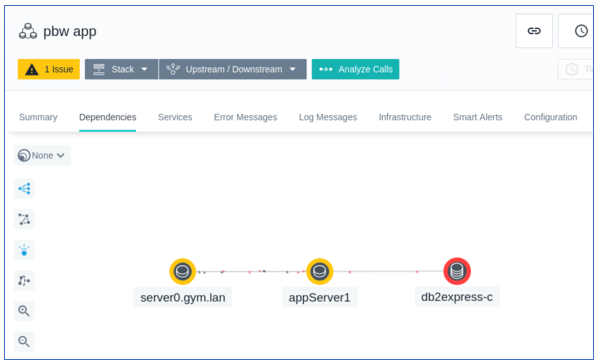 pbw app
1 Issue Stack Upstream / Downstream Analyze Calls
Summary Dependencies Services Error Messages Log Messages Infrastructure Smart Alerts Configuration
None
server0.gym.lan appServer1 db2express-c